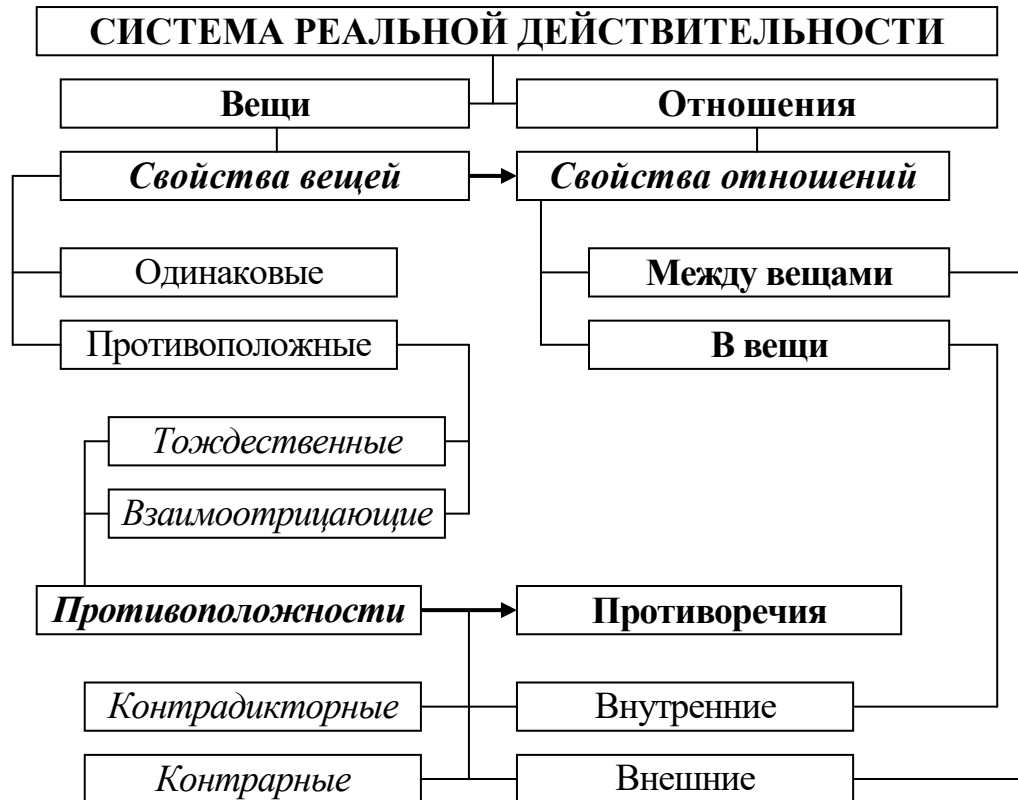 СИСТЕМА РЕАЛЬНОЙ ДЕЙСТВИТЕЛЬНОСТИ
Вещи
Отношения
Свойства вещей
Свойства отношений
Одинаковые
Между вещами
Противоположные
В вещи
Тождественные
Взаимоотрицающие
Противоположности
Противоречия
Контрадикторные
Внутренние
Контрарные
Внешние